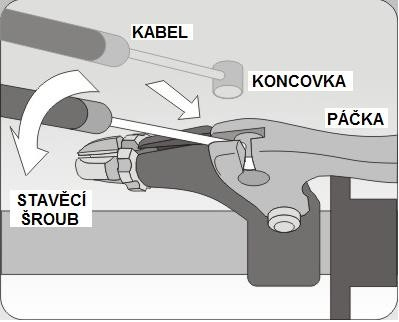 KABEL
KONCOVKA
PÁČKA
STAVĚCÍ
ŠROUB